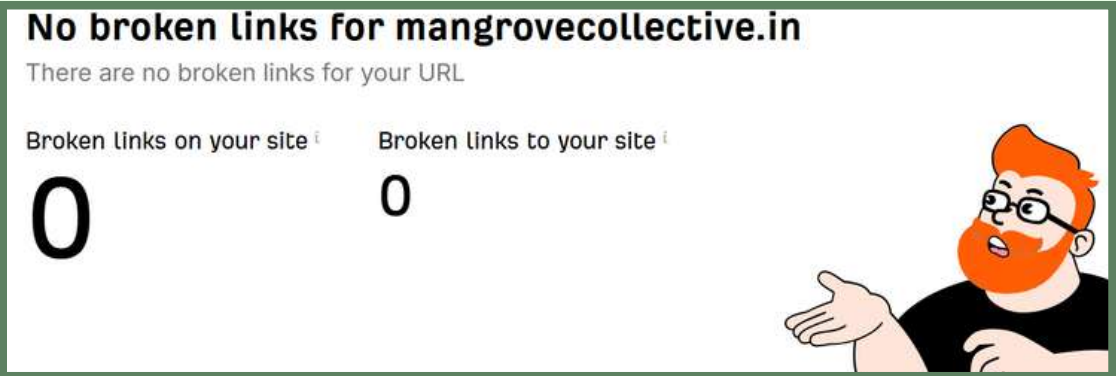 No broken links for mangrovecollective.in
There are no broken links for your URL
Broken links on your site i
Broken links to your site i
0
0